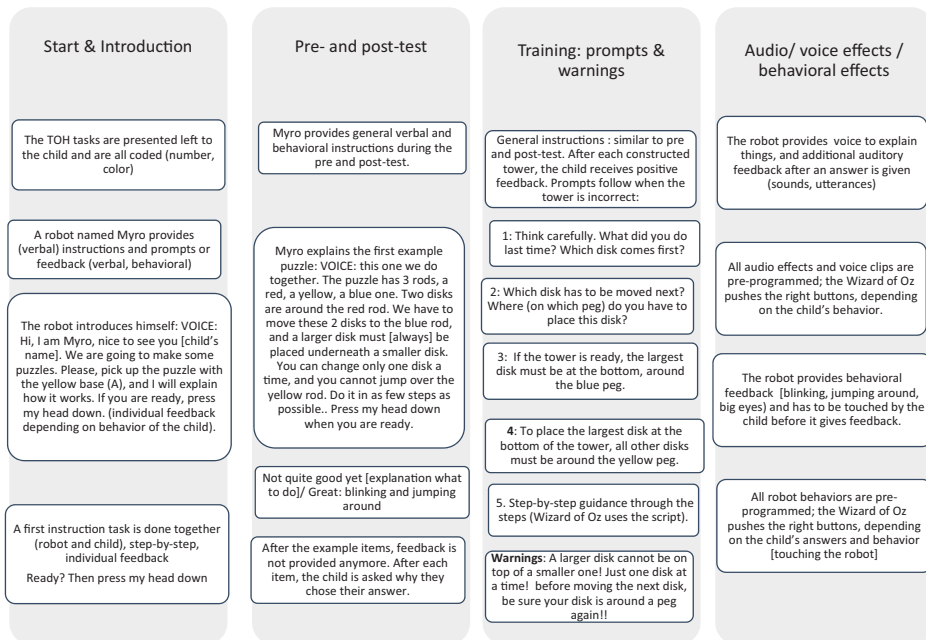 Start & Introduction
The TOH tasks are presented left to
the child and are all coded (number,
color)
A robot named Myro provides
(verbal) instructions and prompts or
feedback (verbal, behavioral)
The robot introduces himself: VOICE:
Hi, I am Myro, nice to see you [child's
name]. We are going to make some
puzzles. Please, pick up the puzzle with
the yellow base (A), and I will explain
how it works. If you are ready, press
my head down. (individual feedback
depending on behavior of the child).
A first instruction task is done together
(robot and child), step-by-step,
individual feedback
Ready? Then press my head down
Pre- and post-test
Myro provides general verbal and
behavioral instructions during the
pre and post-test.
Myro explains the first example
puzzle: VOICE: this one we do
together. The puzzle has 3 rods, a
red, a yellow, a blue one. Two disks
are around the red rod. We have to
move these 2 disks to the blue rod,
and a larger disk must [always] be
placed underneath a smaller disk.
You can change only one disk a
time, and you cannot jump over the
yellow rod. Do it in as few steps as
possible.. Press my head down
when you are ready.
Not quite good yet [explanation what
to do]/ Great: blinking and jumping
around
After the example items, feedback is
not provided anymore. After each
item, the child is asked why they
chose their answer.
Training: prompts &
warnings
General instructions : similar to pre
and post-test. After each constructed
tower, the child receives positive
feedback. Prompts follow when the
tower is incorrect:
1: Think carefully. What did you do
last time? Which disk comes first?
2: Which disk has to be moved next?
Where (on which peg) do you have to
place this disk?
3: If the tower is ready, the largest
disk must be at the bottom, around
the blue peg.
4: To place the largest disk at the
bottom of the tower, all other disks
must be around the yellow peg.
5. Step-by-step guidance through the
steps (Wizard of Oz uses the script).
Warnings: A larger disk cannot be on
top of a smaller one! Just one disk at
a time! before moving the next disk,
be sure your disk is around a peg
again!!
Audio/ voice effects /
behavioral effects
The robot provides voice to explain
things, and additional auditory
feedback after an answer is given
(sounds, utterances)
All audio effects and voice clips are
pre-programmed; the Wizard of Oz
pushes the right buttons, depending
on the child's behavior.
The robot provides behavioral
feedback [blinking, jumping around,
big eyes) and has to be touched by the
child before it gives feedback.
All robot behaviors are pre-
programmed; the Wizard of Oz
pushes the right buttons, depending
on the child's answers and behavior
[touching the robot]